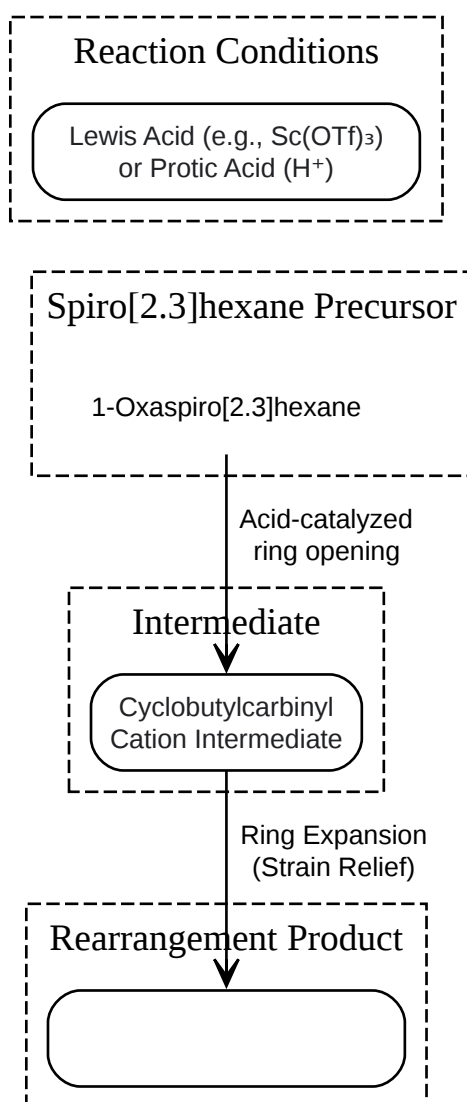 Reaction Conditions
Lewis Acid (e.g., Sc(OTf)₃)
or Protic Acid (H⁺)
Spiro[2.3]hexane Precursor
1-Oxaspiro[2.3]hexane
Acid-catalyzed
ring opening
Intermediate
Cyclobutylcarbinyl
Cation Intermediate
Ring Expansion
(Strain Relief)
Rearrangement Product